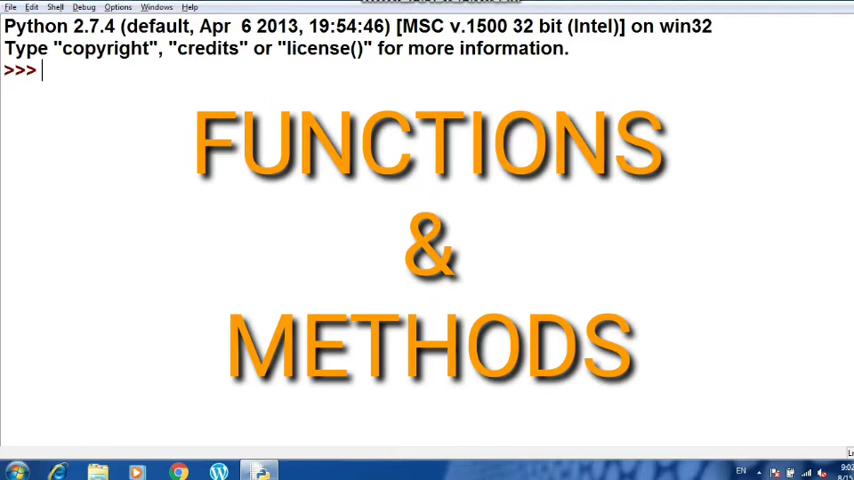 File Edit Shell Debug Options Windows Help
Python 2.7.4 (default, Apr  6 2013, 19:54:46) [MSC v.1500 32 bit (Intel)] on win32
Type "copyright", "credits" or "license()" for more information.
>>>
FUNCTIONS
&
METHODS
EN